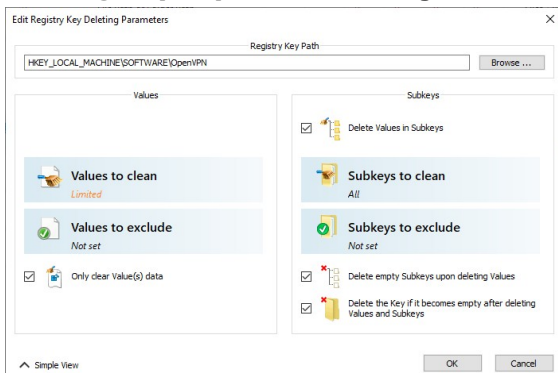 Edit Registry Key Deleting Parameters
Registry Key Path
HKEY_LOCAL_MACHINE\SOFTWARE\OpenVPN
Browse ...
Values
Values to clean
Limited
Values to exclude
Not set
Only clear Value(s) data
Subkeys
Delete Values in Subkeys
Subkeys to clean
All
Subkeys to exclude
Not set
Delete empty Subkeys upon deleting Values
Delete the Key if it becomes empty after deleting
Values and Subkeys
Simple View
OK
Cancel